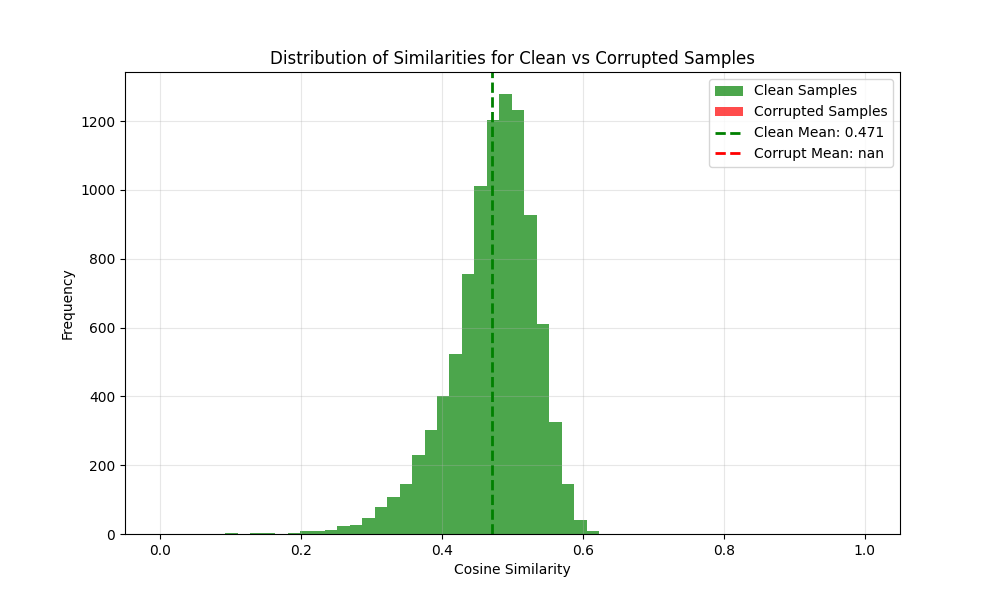 Distribution of Similarities for Clean vs Corrupted Samples
Clean Samples
Corrupted Samples
Clean Mean: 0.471
Corrupt Mean: nan
Frequency
1200
1000
800
600
400
200
0
0.0 0.2 0.4 0.6 0.8 1.0
Cosine Similarity